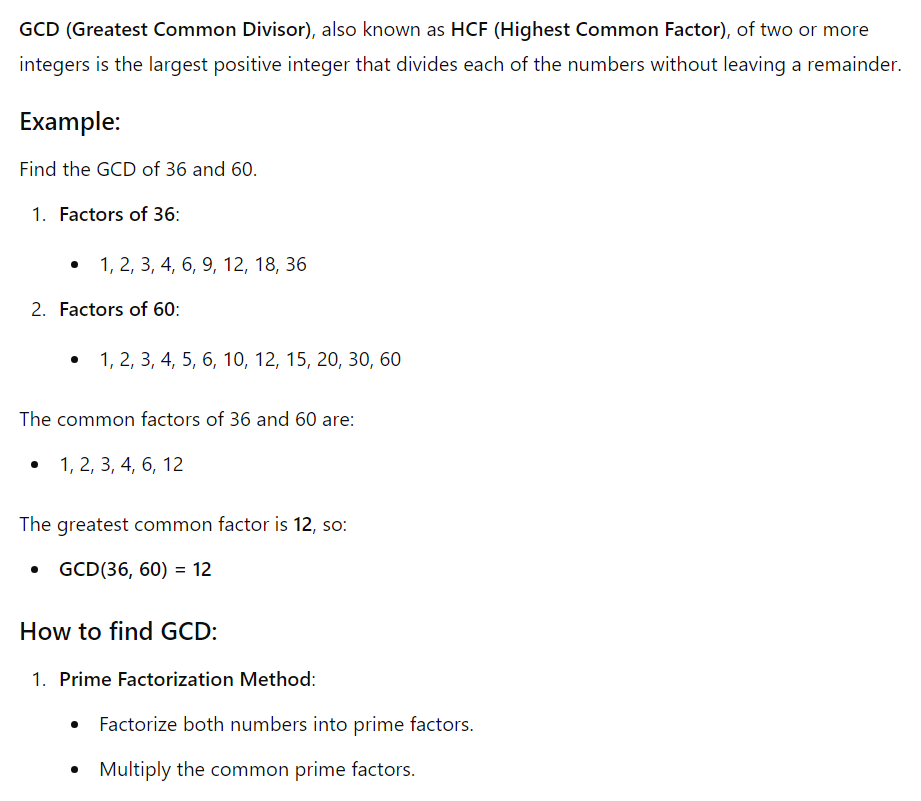 GCD (Greatest Common Divisor), also known as HCF (Highest Common Factor), of two or more
integers is the largest positive integer that divides each of the numbers without leaving a remainder.
Example:
Find the GCD of 36 and 60.
1. Factors of 36:
• 1, 2, 3, 4, 6, 9, 12, 18, 36
2. Factors of 60:
• 1, 2, 3, 4, 5, 6, 10, 12, 15, 20, 30, 60
The common factors of 36 and 60 are:
• 1, 2, 3, 4, 6, 12
The greatest common factor is 12, so:
• GCD(36, 60) = 12
How to find GCD:
1. Prime Factorization Method:
• Factorize both numbers into prime factors.
• Multiply the common prime factors.